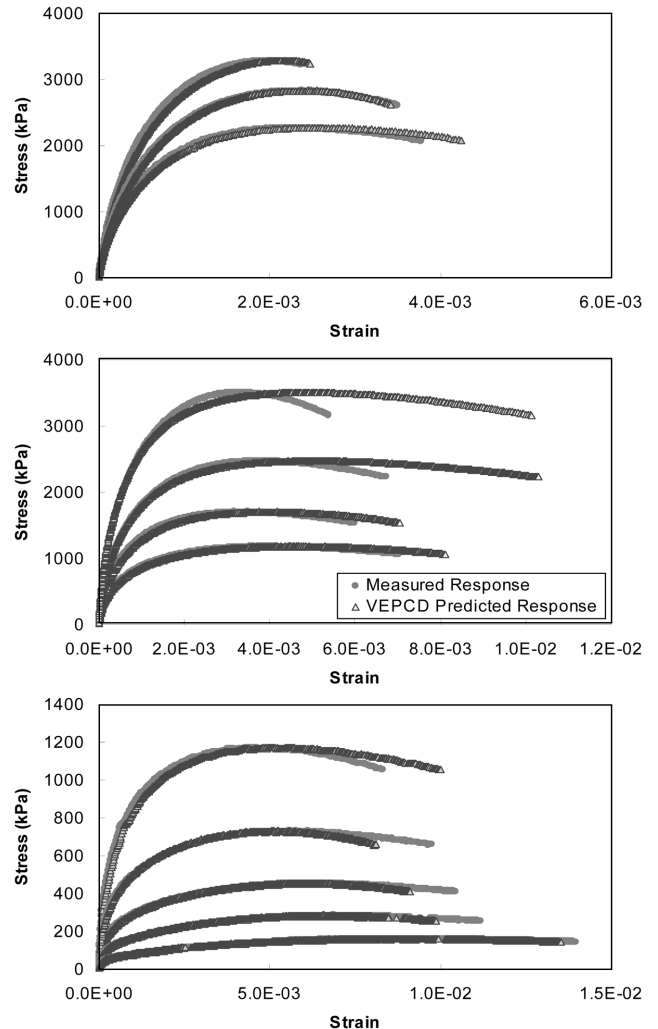 4000
3000
2000
1000
0
Stress (kPa)
0.0E+00 2.0E-03 4.0E-03 6.0E-03
Strain
4000
3000
2000
1000
0
Stress (kPa)
Measured Response
VEPCD Predicted Response
0.0E+00 2.0E-03 4.0E-03 6.0E-03 8.0E-03 1.0E-02 1.2E-02
Strain
1400
1200
1000
800
600
400
200
0
Stress (kPa)
0.0E+00 5.0E-03 1.0E-02 1.5E-02
Strain